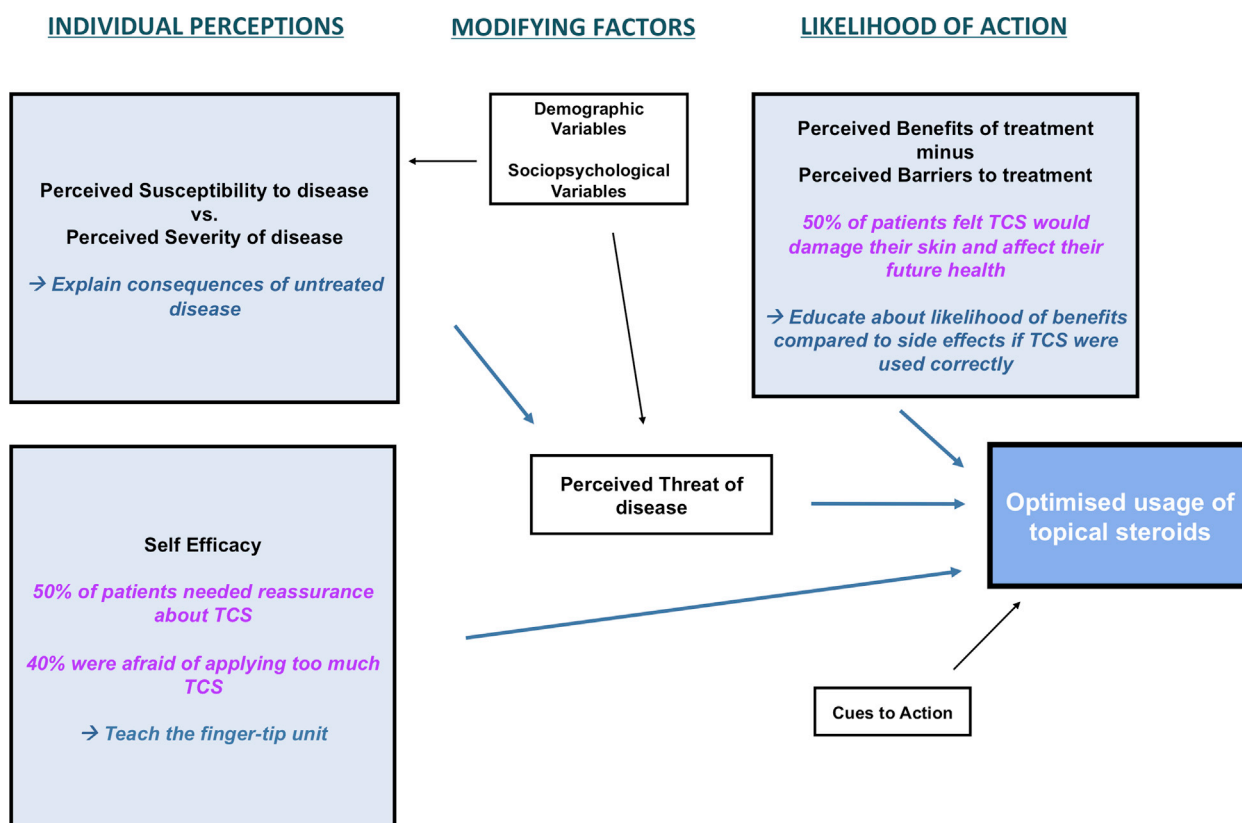 INDIVIDUAL PERCEPTIONS
MODIFYING FACTORS
LIKELIHOOD OF ACTION
Perceived Susceptibility to disease
vs.
Perceived Severity of disease
→ Explain consequences of untreated
disease
Demographic
Variables
Sociopsychological
Variables
Perceived Benefits of treatment
minus
Perceived Barriers to treatment
50% of patients felt TCS would
damage their skin and affect their
future health
→ Educate about likelihood of benefits
compared to side effects if TCS were
used correctly
Self Efficacy
50% of patients needed reassurance
about TCS
40% were afraid of applying too much
TCS
→ Teach the finger-tip unit
Perceived Threat of
disease
Optimised usage of
topical steroids
Cues to Action